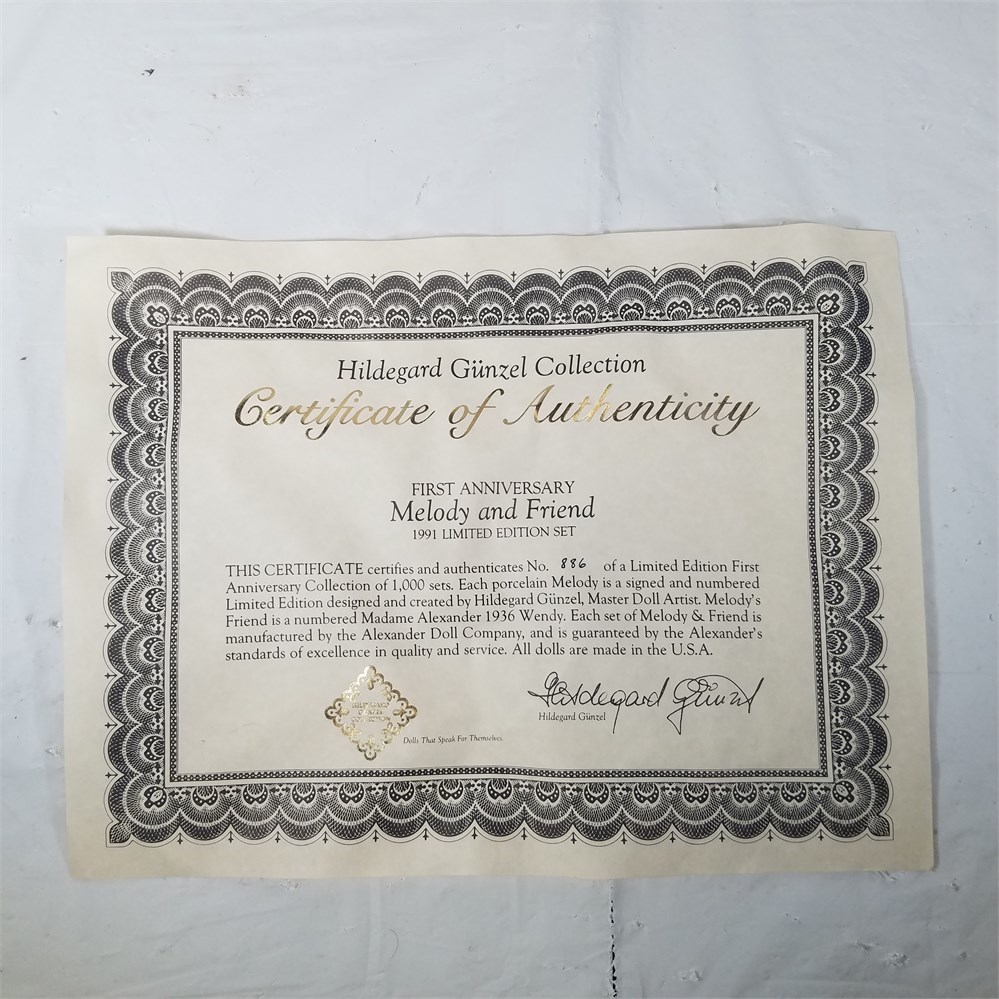 Hildegard Günzel Collection
Certificate of Authenticity
FIRST ANNIVERSARY
Melody and Friend
1991 LIMITED EDITION SET
THIS CERTIFICATE certifies and authenticates No. 886 of a Limited Edition First
Anniversary Collection of 1,000 sets. Each porcelain Melody is a signed and numbered
Limited Edition designed and created by Hildegard Günzel, Master Doll Artist. Melody's
Friend is a numbered Madame Alexander 1936 Wendy. Each set of Melody & Friend is
manufactured by the Alexander Doll Company, and is guaranteed by the Alexander's
standards of excellence in quality and service. All dolls are made in the U.S.A.
HILDEGARD
GÜNZEL
COLLECTION
Dolls That Speak For Themselves.
Hildegard Günzel
Hildegard Günzel